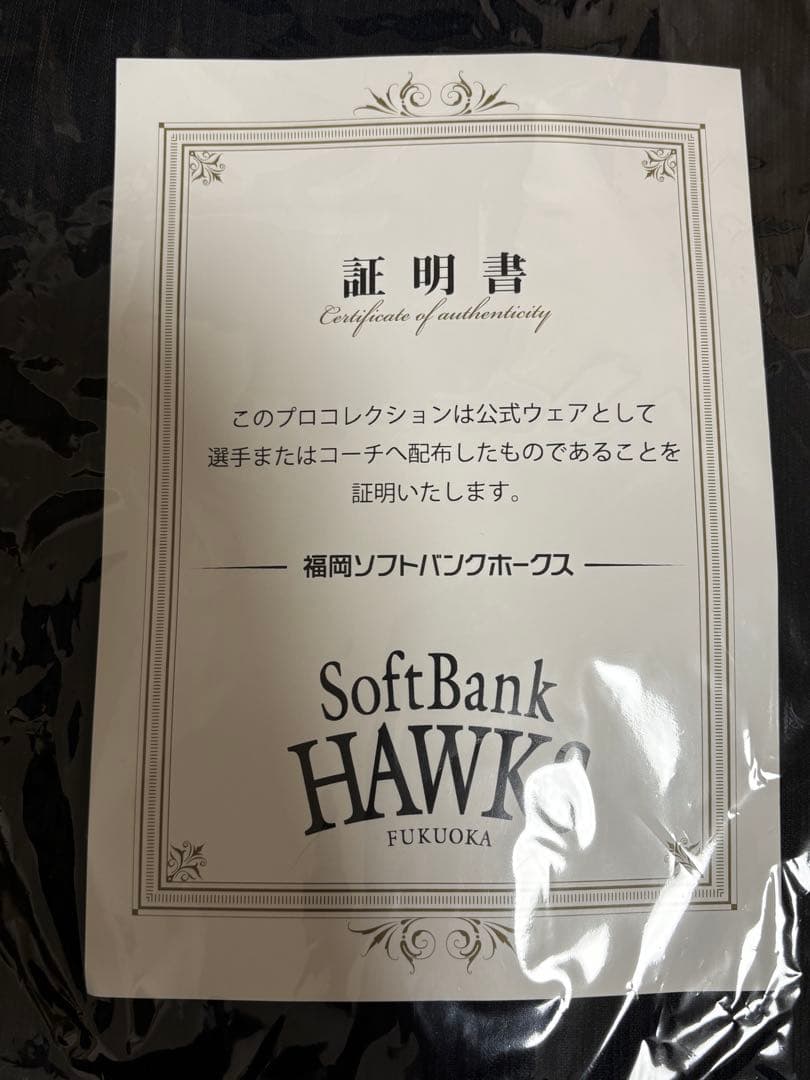 証明書
Certificate of authenticity
このプロコレクションは公式ウェアとして
選手またはコーチへ配布したものであることを
証明いたします。
福岡ソフトバンクホークス
SoftBank
HAWKS
FUKUOKA